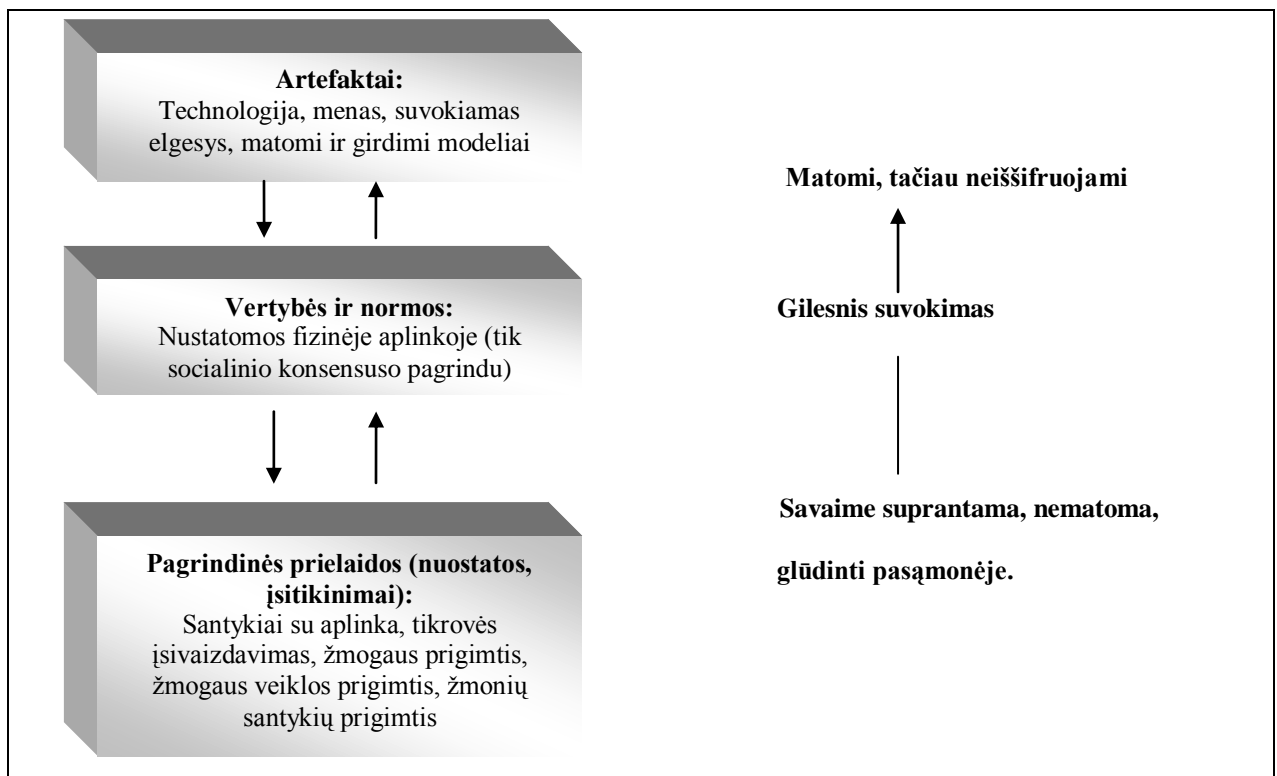 Artefaktai:
Technologija, menas, suvokiamas
elgesys, matomi ir girdimi modeliai
Matomi, tačiau neiššifruojami
Vertybės ir normos:
Nustatomos fizinėje aplinkoje (tik
socialinio konsensuso pagrindu)
Gilesnis suvokimas
Pagrindinės prielaidos (nuostatos,
įsitikinimai):
Santykiai su aplinka, tikrovės
įsivaizdavimas, žmogaus prigimtis,
žmogaus veiklos prigimtis, žmonių
santykių prigimtis
Savaime suprantama, nematoma,
glūdinti pasąmonėje.